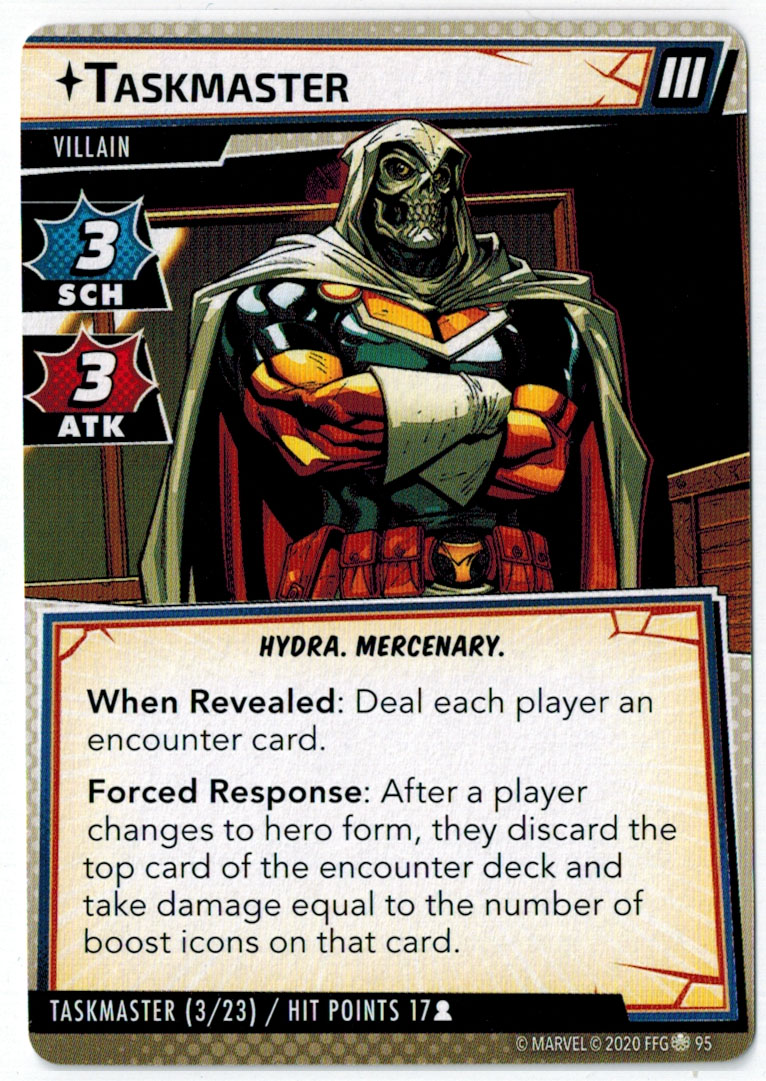 TASKMASTER
III
VILLAIN
3
SCH
3
ATK
HYDRA. MERCENARY.
When Revealed: Deal each player an
encounter card.
Forced Response: After a player
changes to hero form, they discard the
top card of the encounter deck and
take damage equal to the number of
boost icons on that card.
TASKMASTER (3/23) / HIT POINTS 17
© MARVEL © 2020 FFG 95